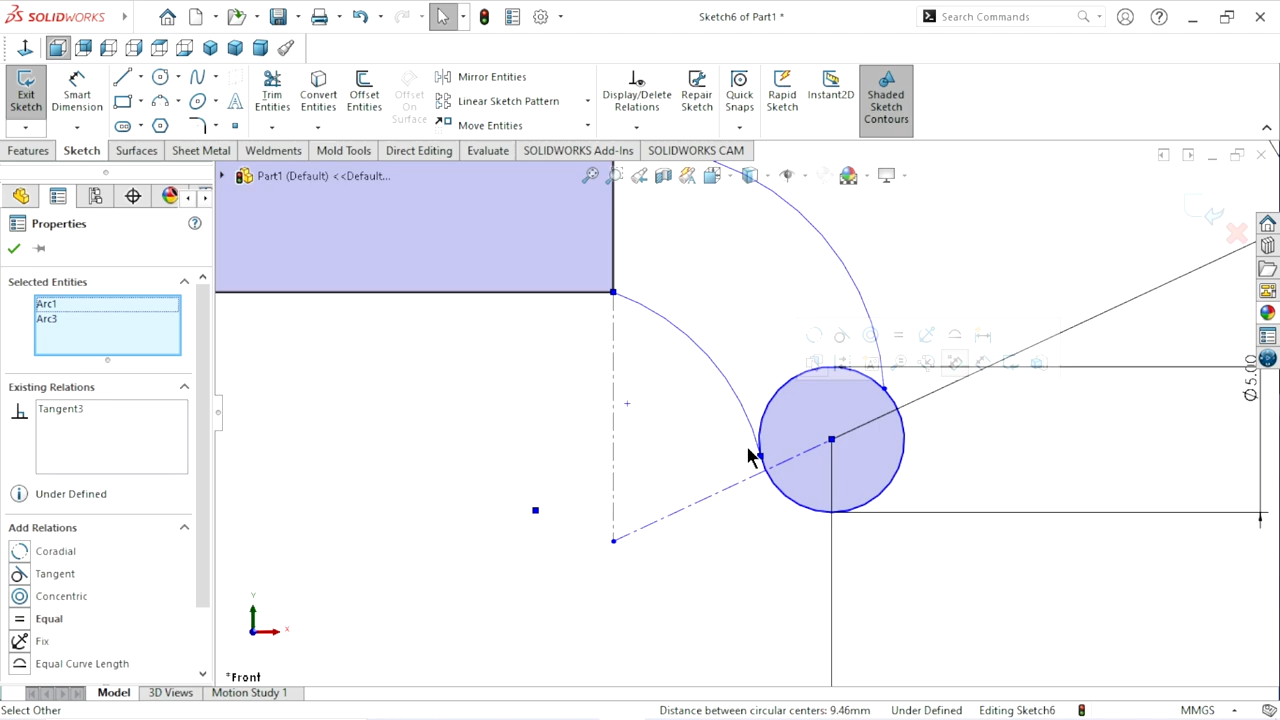 SOLIDWORKS
Sketch6 of Part1 *
Search Commands
Exit Sketch
Smart Dimension
Trim Entities
Convert Entities
Offset Entities
Offset On Surface
Mirror Entities
Linear Sketch Pattern
Move Entities
Display/Delete Relations
Repair Sketch
Quick Snaps
Rapid Sketch
Instant2D
Shaded Sketch Contours
Features
Sketch
Surfaces
Sheet Metal
Weldments
Mold Tools
Direct Editing
Evaluate
SOLIDWORKS Add-Ins
SOLIDWORKS CAM
Part1 (Default) <<Default...
Properties
Selected Entities
Arc1
Arc3
Existing Relations
Tangent3
Under Defined
Add Relations
Coradial
Tangent
Concentric
Equal
Fix
Equal Curve Length
Ø5.00
Y
X
*Front
Model
3D Views
Motion Study 1
Select Other
Distance between circular centers: 9.46mm
Under Defined
Editing Sketch6
MMGS